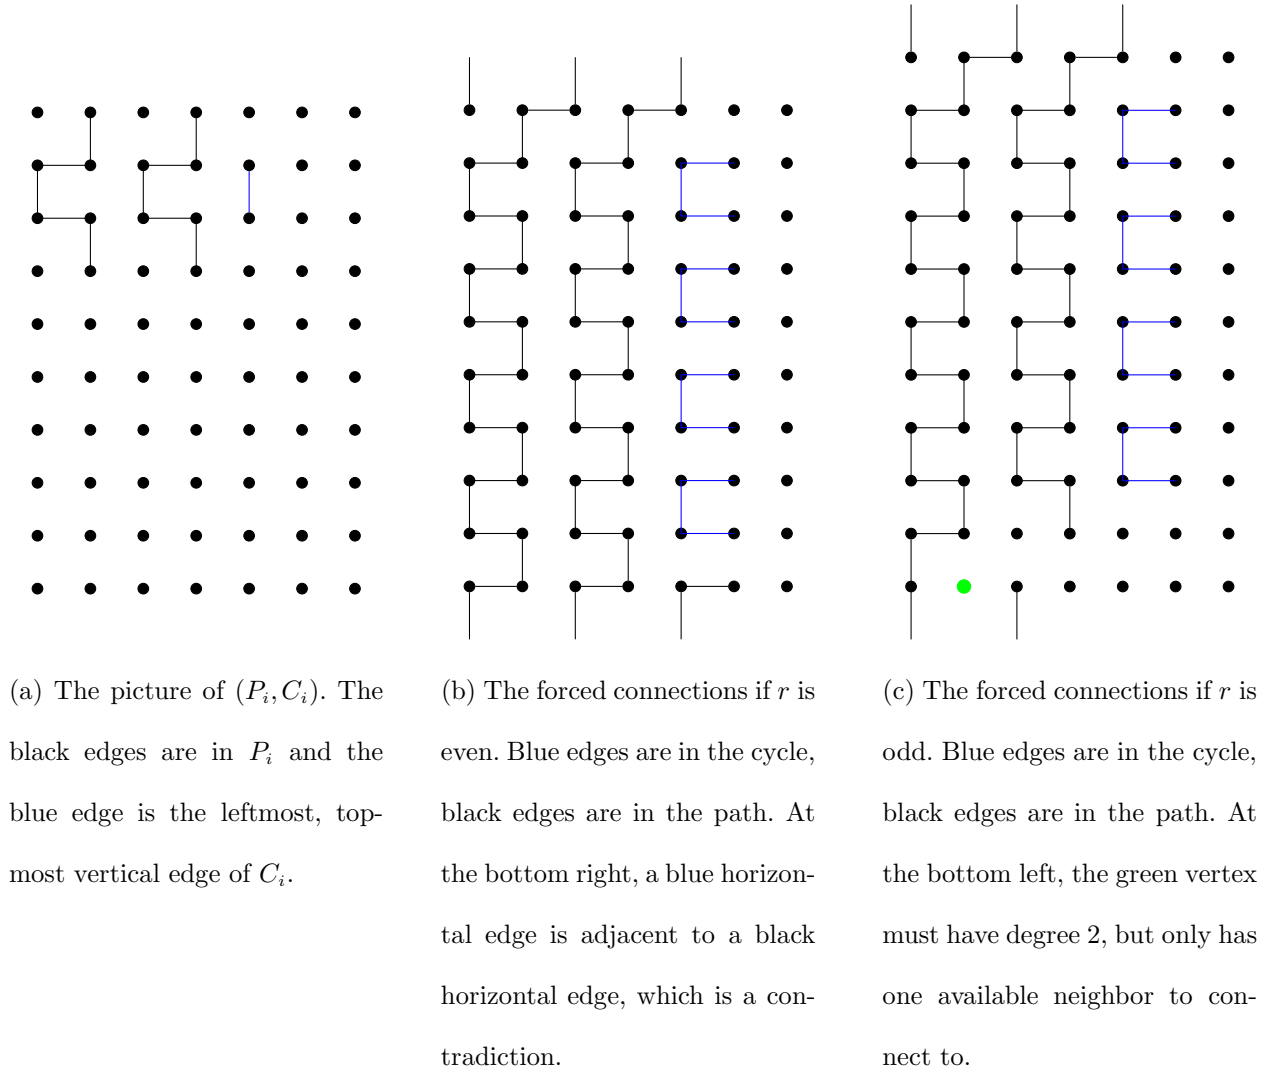 (a) The picture of (P_i, C_i). The
black edges are in P_i and the
blue edge is the leftmost, top-
most vertical edge of C_i.
(b) The forced connections if r is
even. Blue edges are in the cycle,
black edges are in the path. At
the bottom right, a blue horizon-
tal edge is adjacent to a black
horizontal edge, which is a con-
tradiction.
(c) The forced connections if r is
odd. Blue edges are in the cycle,
black edges are in the path. At
the bottom left, the green vertex
must have degree 2, but only has
one available neighbor to con-
nect to.